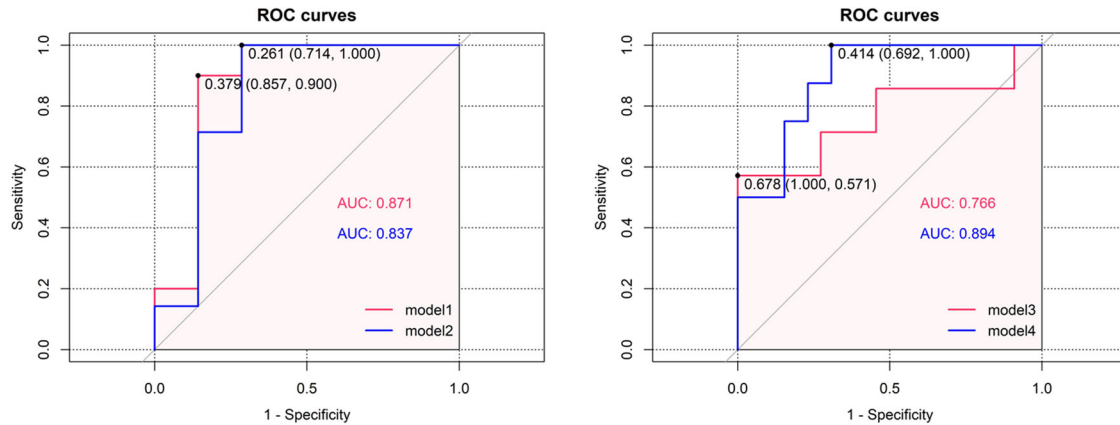 ROC curves
1.0
0.8
0.6
0.4
0.2
0.0
Sensitivity
0.261 (0.714, 1.000)
0.379 (0.857, 0.900)
AUC: 0.871
AUC: 0.837
model1
model2
0.0
0.5
1.0
1 - Specificity
ROC curves
1.0
0.8
0.6
0.4
0.2
0.0
Sensitivity
0.414 (0.692, 1.000)
0.678 (1.000, 0.571)
AUC: 0.766
AUC: 0.894
model3
model4
0.0
0.5
1.0
1 - Specificity